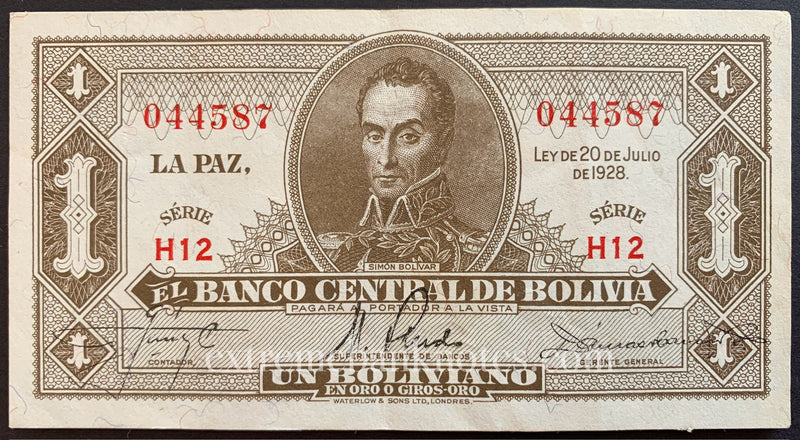 1
1
044587
044587
LA PAZ,
LEY DE 20 DE JULIO
DE 1928.
1
1
SÉRIE
H12
SÉRIE
H12
SIMÓN BOLÍVAR
EL BANCO CENTRAL DE BOLIVIA
PAGARÁ AL PORTADOR A LA VISTA
1
1
CONTADOR.
SUPERINTENDENTE DE BANCOS
GERENTE GENERAL
UN BOLIVIANO
EN ORO O GIROS-ORO
WATERLOW & SONS LTD, LONDRES.